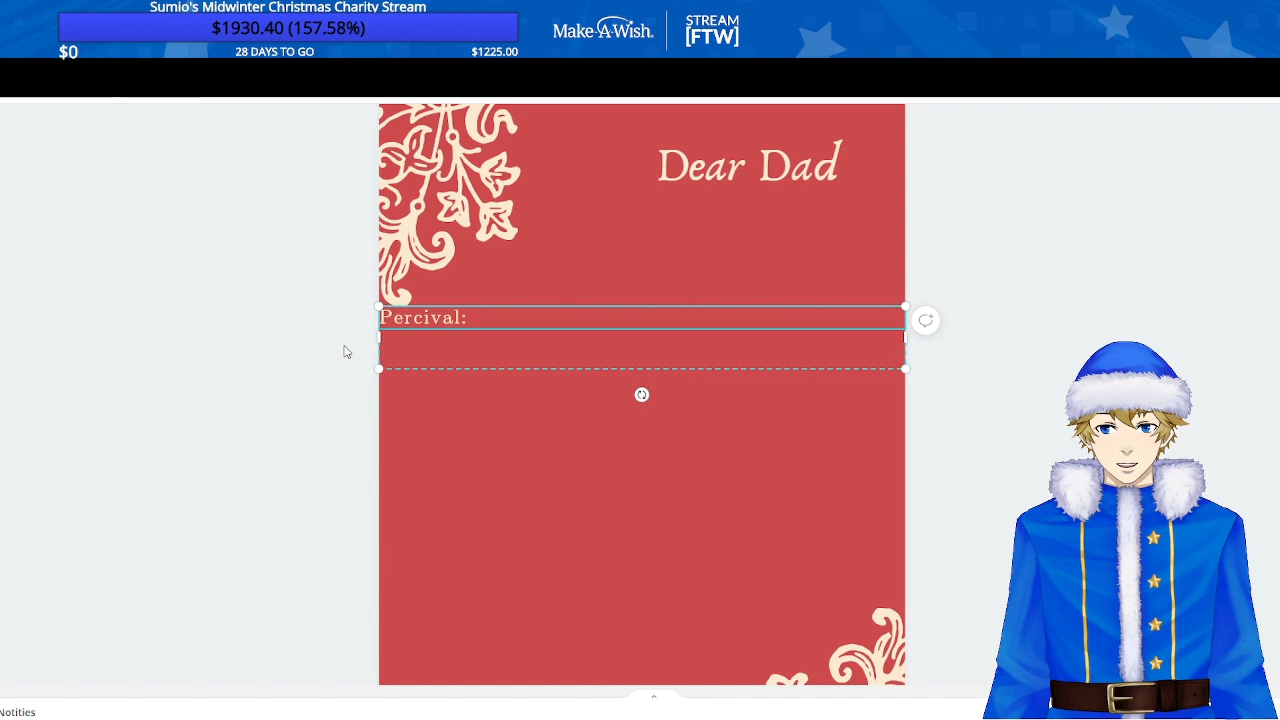 Sumio's Midwinter Christmas Charity Stream
$1930.40 (157.58%)
$0
28 DAYS TO GO
$1225.00
Make-A-Wish.
STREAM
[FTW]
Dear Dad
Percival:
Notities